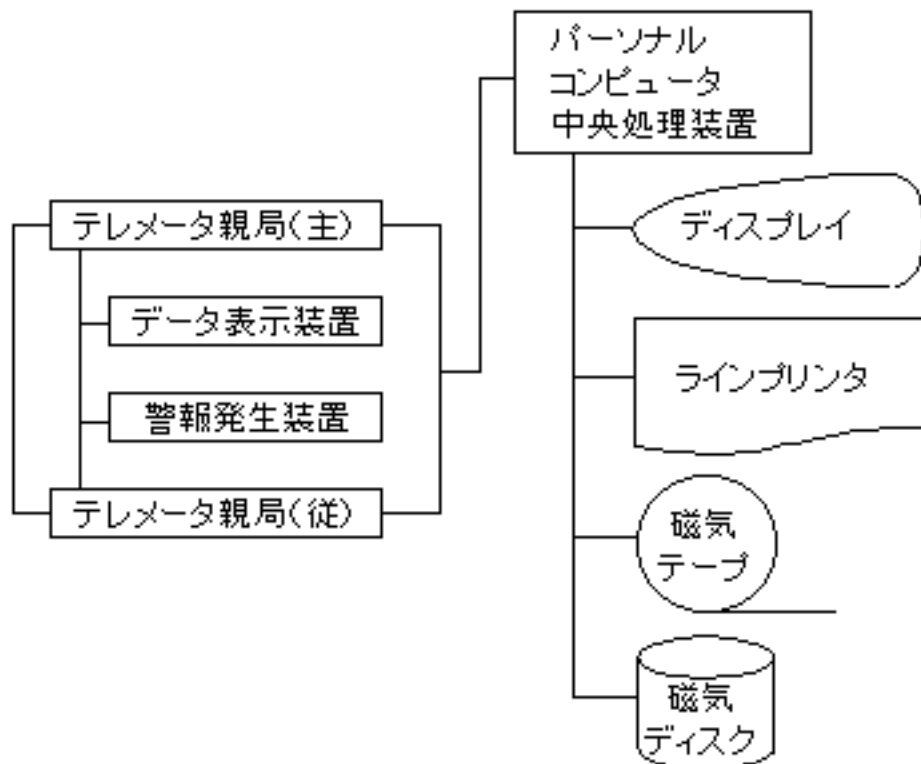 パーソナル
コンピュータ
中央処理装置
テレメータ親局(主)
データ表示装置
警報発生装置
テレメータ親局(従)
ディスプレイ
ラインプリンタ
磁気
テープ
磁気
ディスク